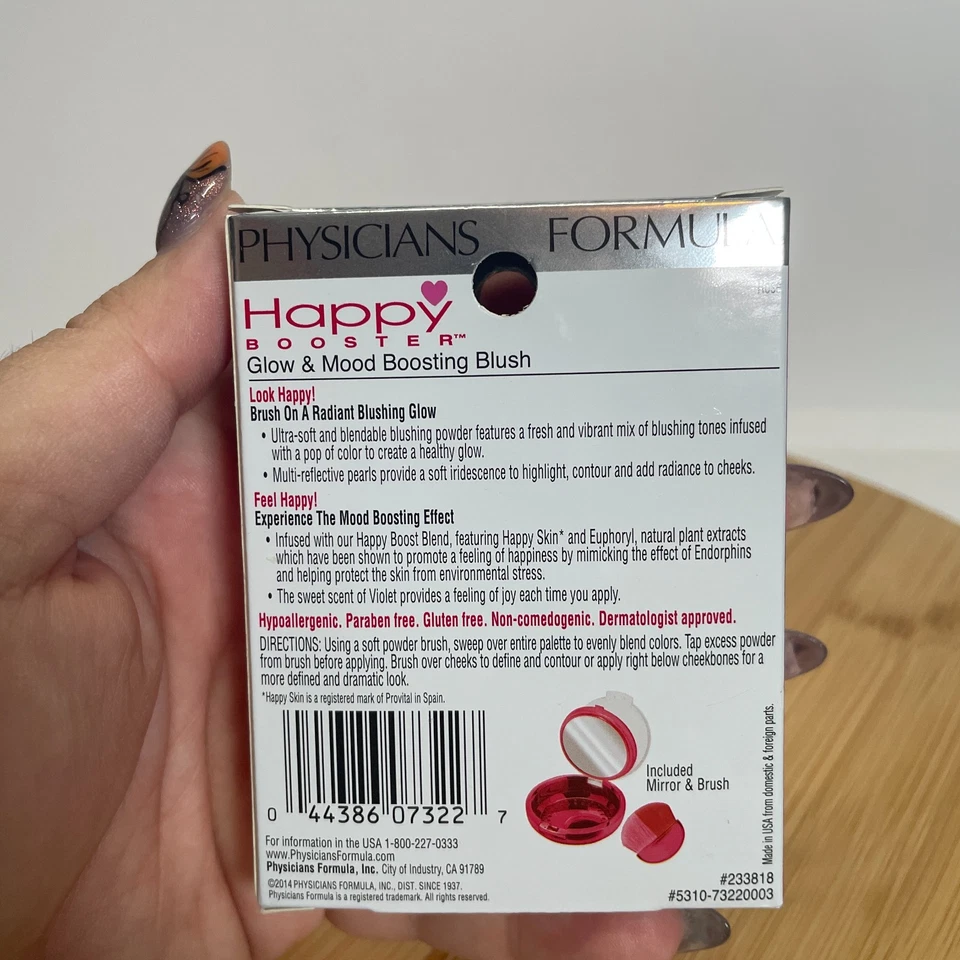 PHYSICIANS FORMULA
Happy
BOOSTER™
Glow & Mood Boosting Blush
Look Happy!
Brush On A Radiant Blushing Glow
• Ultra-soft and blendable blushing powder features a fresh and vibrant mix of blushing tones infused
with a pop of color to create a healthy glow.
• Multi-reflective pearls provide a soft iridescence to highlight, contour and add radiance to cheeks.
Feel Happy!
Experience The Mood Boosting Effect
• Infused with our Happy Boost Blend, featuring Happy Skin* and Euphoryl, natural plant extracts
which have been shown to promote a feeling of happiness by mimicking the effect of Endorphins
and helping protect the skin from environmental stress.
• The sweet scent of Violet provides a feeling of joy each time you apply.
Hypoallergenic. Paraben free. Gluten free. Non-comedogenic. Dermatologist approved.
DIRECTIONS: Using a soft powder brush, sweep over entire palette to evenly blend colors. Tap excess powder
from brush before applying. Brush over cheeks to define and contour or apply right below cheekbones for a
more defined and dramatic look.
*Happy Skin is a registered mark of Provital in Spain.
0 44386 07322 7
Included
Mirror & Brush
Made in USA from domestic & foreign parts.
For information in the USA 1-800-227-0333
www.PhysiciansFormula.com
Physicians Formula, Inc. City of Industry, CA 91789
©2014 PHYSICIANS FORMULA, INC., DIST. SINCE 1937.
Physicians Formula is a registered trademark. All rights reserved.
#233818
#5310-73220003